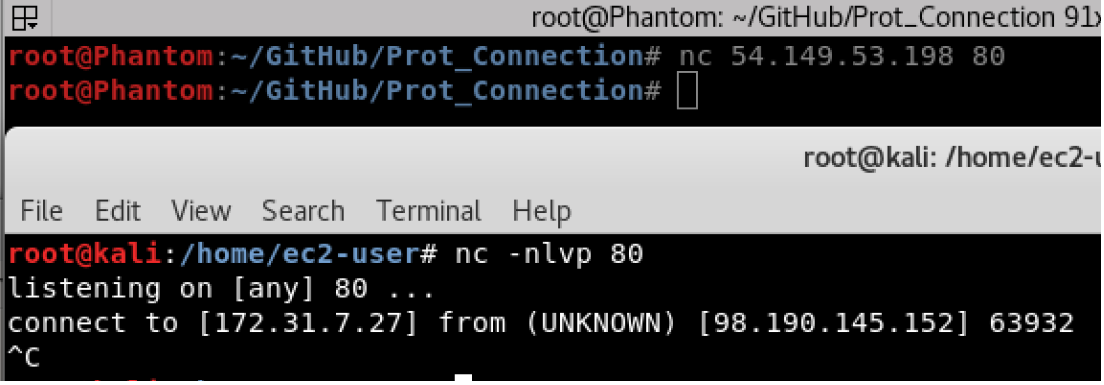 root@Phantom: ~/GitHub/Prot_Connection 91x
root@Phantom:~/GitHub/Prot_Connection# nc 54.149.53.198 80
root@Phantom:~/GitHub/Prot_Connection#
root@kali: /home/ec2-u
File Edit View Search Terminal Help
root@kali:/home/ec2-user# nc -nlvp 80
listening on [any] 80 ...
connect to [172.31.7.27] from (UNKNOWN) [98.190.145.152] 63932
^C